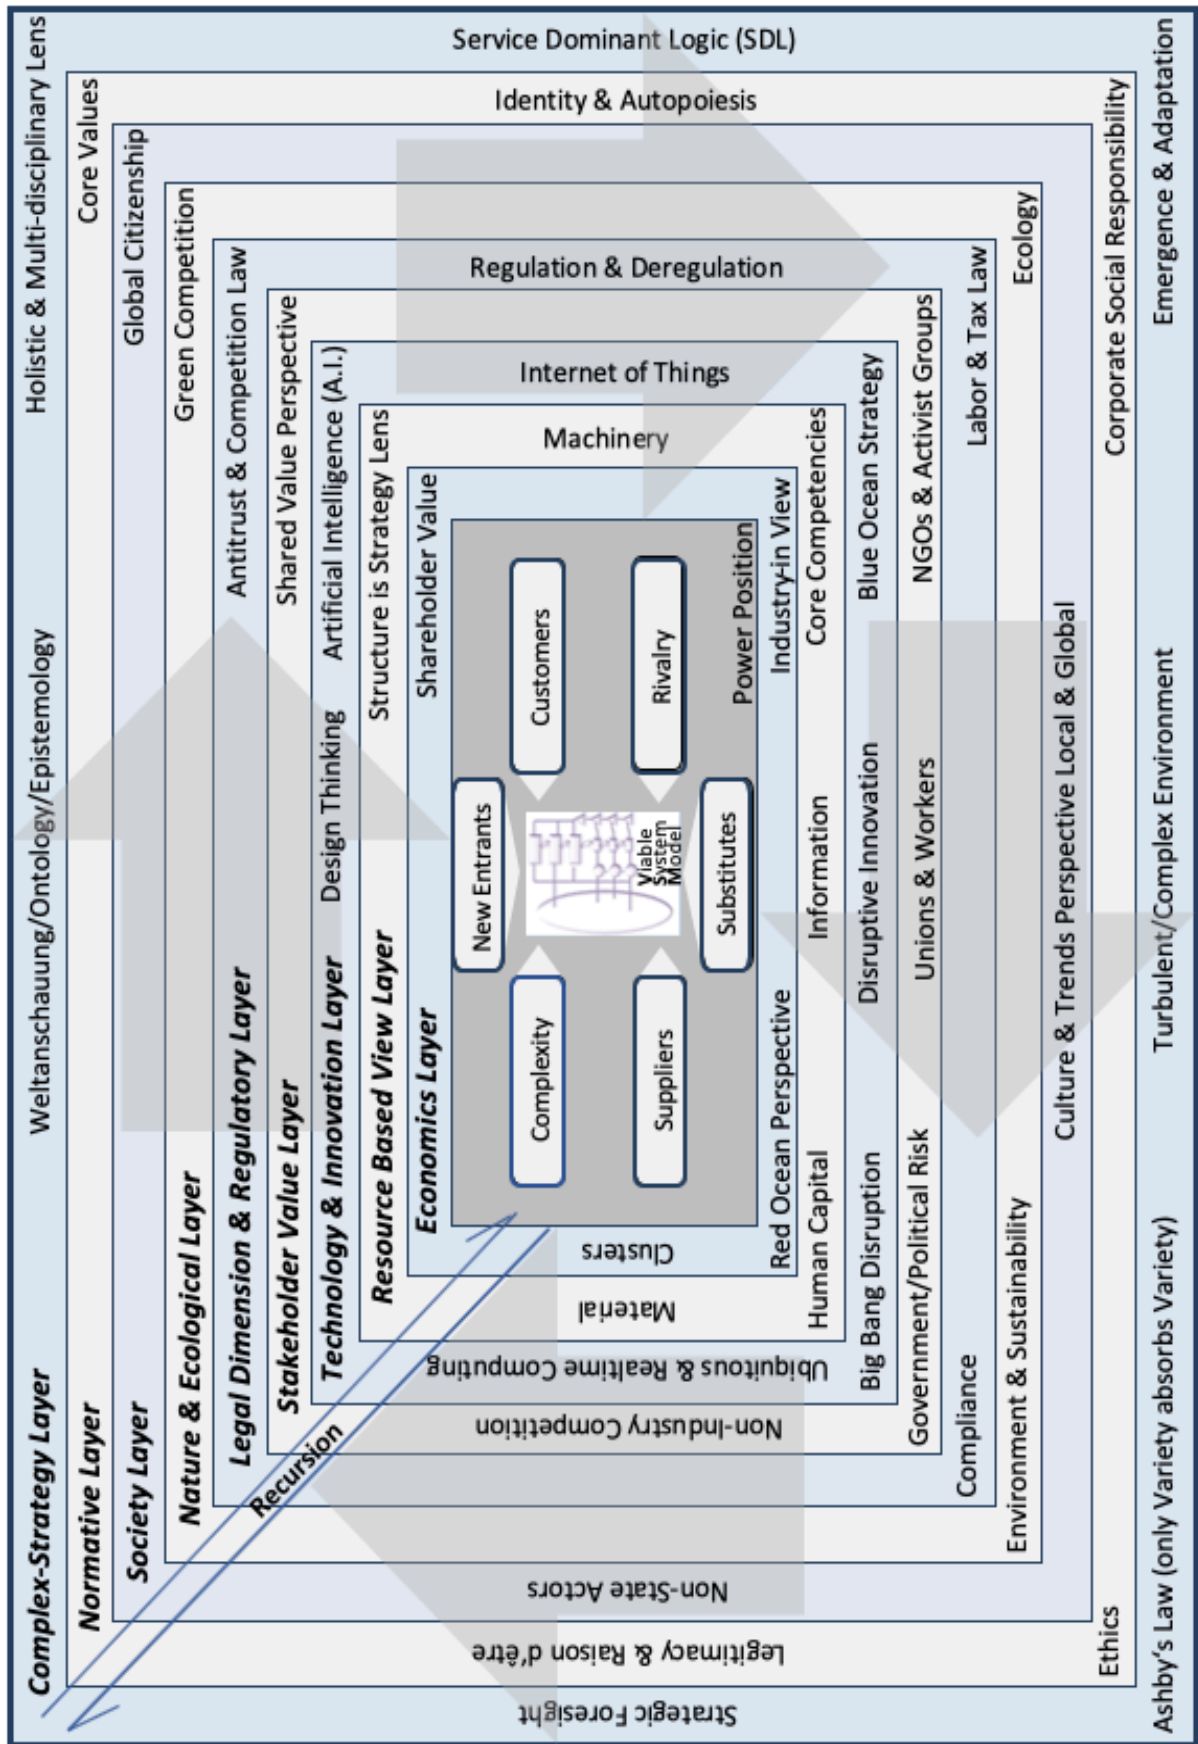 Complex-Strategy Layer
Weltanschauung/Ontology/Epistemology
Holistic & Multi-disciplinary Lens
Normative Layer
Core Values
Society Layer
Global Citizenship
Nature & Ecological Layer
Green Competition
Legal Dimension & Regulatory Layer
Antitrust & Competition Law
Stakeholder Value Layer
Shared Value Perspective
Technology & Innovation Layer
Design Thinking
Artificial Intelligence (A.I.)
Resource Based View Layer
Structure is Strategy Lens
Economics Layer
Shareholder Value
Recursion
New Entrants
Complexity
Customers
Viable
System
Model
Suppliers
Rivalry
Substitutes
Power Position
Strategic Foresight
Legitimacy & Raison d'être
Non-State Actors
Non-Industry Competition
Ubiquitous & Realtime Computing
Material
Clusters
Machinery
Internet of Things
Regulation & Deregulation
Identity & Autopoiesis
Service Dominant Logic (SDL)
Red Ocean Perspective
Industry-in View
Human Capital
Information
Core Competencies
Big Bang Disruption
Disruptive Innovation
Blue Ocean Strategy
Government/Political Risk
Unions & Workers
NGOs & Activist Groups
Compliance
Labor & Tax Law
Environment & Sustainability
Ecology
Culture & Trends Perspective Local & Global
Ethics
Corporate Social Responsibility
Ashby's Law (only Variety absorbs Variety)
Turbulent/Complex Environment
Emergence & Adaptation